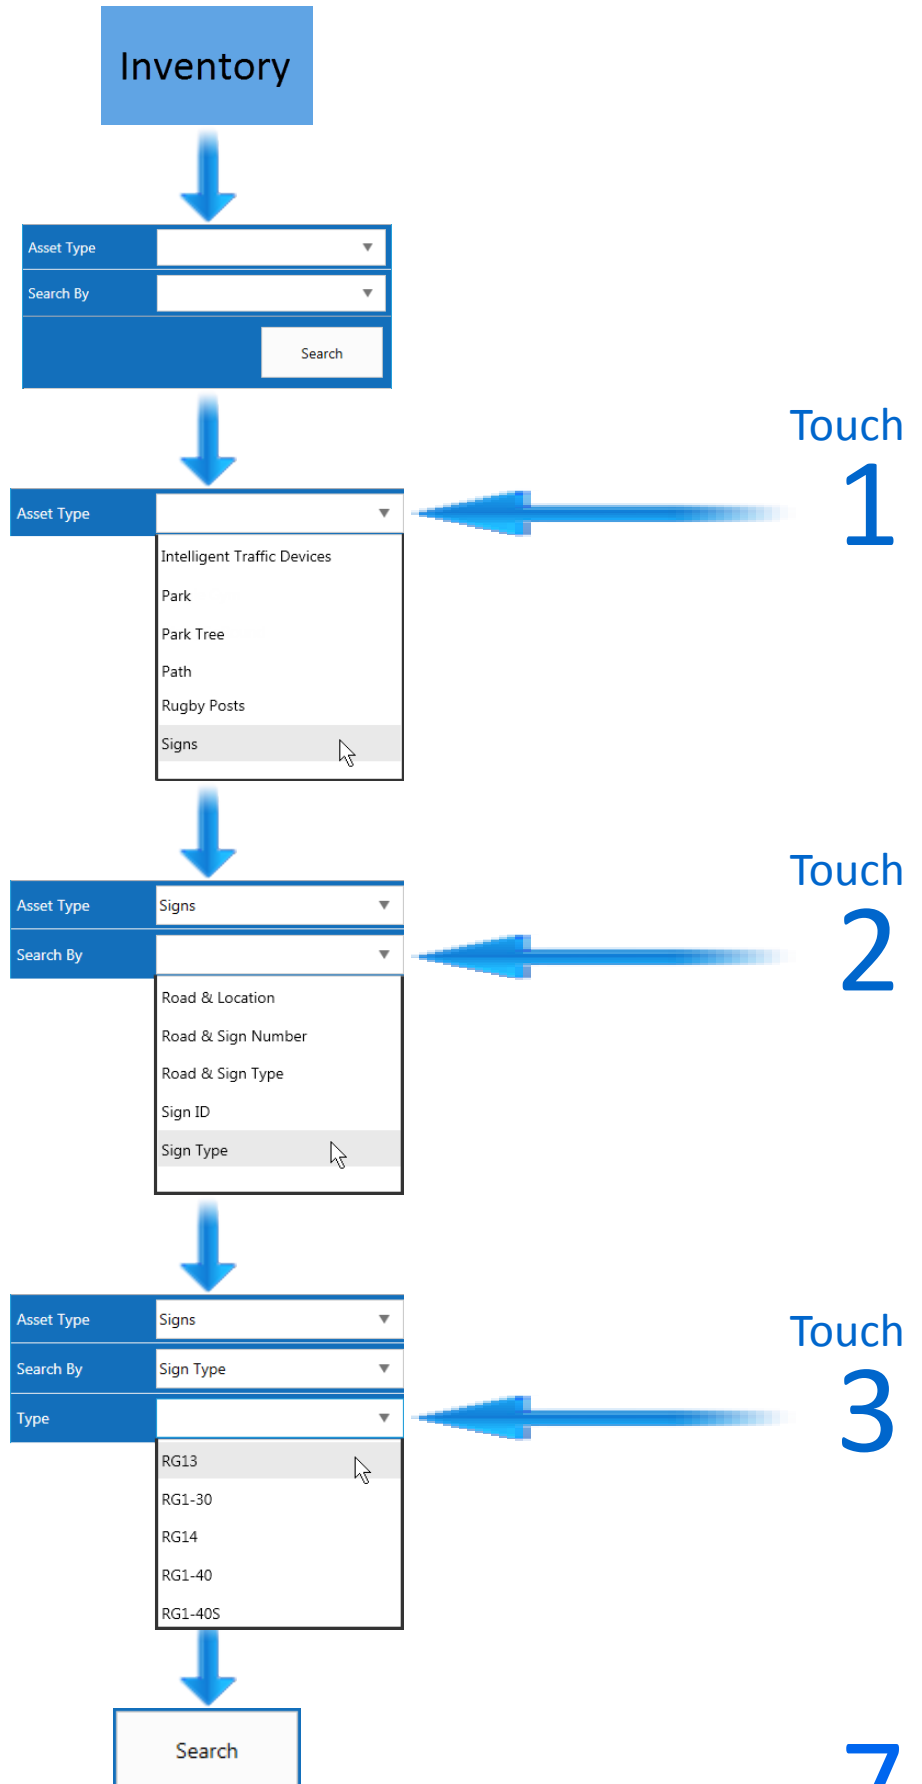 Inventory
Asset Type
Search By
Search
Touch
1
Asset Type
Intelligent Traffic Devices
Park
Park Tree
Path
Rugby Posts
Signs
Touch
2
Asset Type Signs
Search By
Road & Location
Road & Sign Number
Road & Sign Type
Sign ID
Sign Type
Touch
3
Asset Type Signs
Search By Sign Type
Type
RG13
RG1-30
RG14
RG1-40
RG1-40S
Search